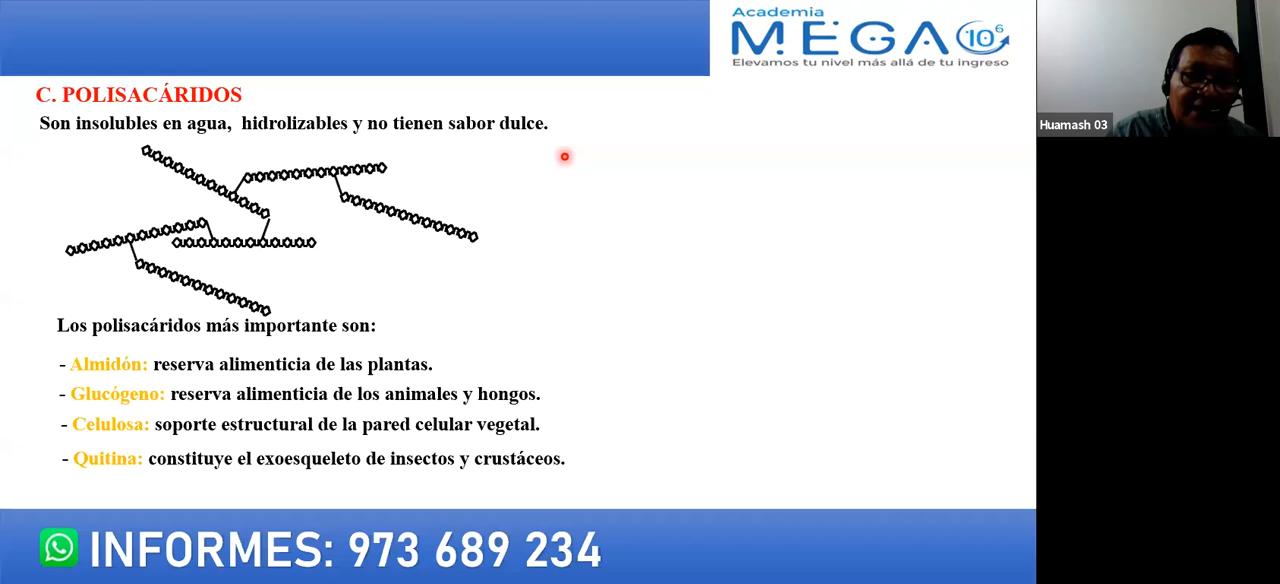 Academia
MEGA 10⁶
Elevamos tu nivel más allá de tu ingreso
Huamash 03
C. POLISACÁRIDOS
Son insolubles en agua, hidrolizables y no tienen sabor dulce.
Los polisacáridos más importante son:
- Almidón: reserva alimenticia de las plantas.
- Glucógeno: reserva alimenticia de los animales y hongos.
- Celulosa: soporte estructural de la pared celular vegetal.
- Quitina: constituye el exoesqueleto de insectos y crustáceos.
INFORMES: 973 689 234